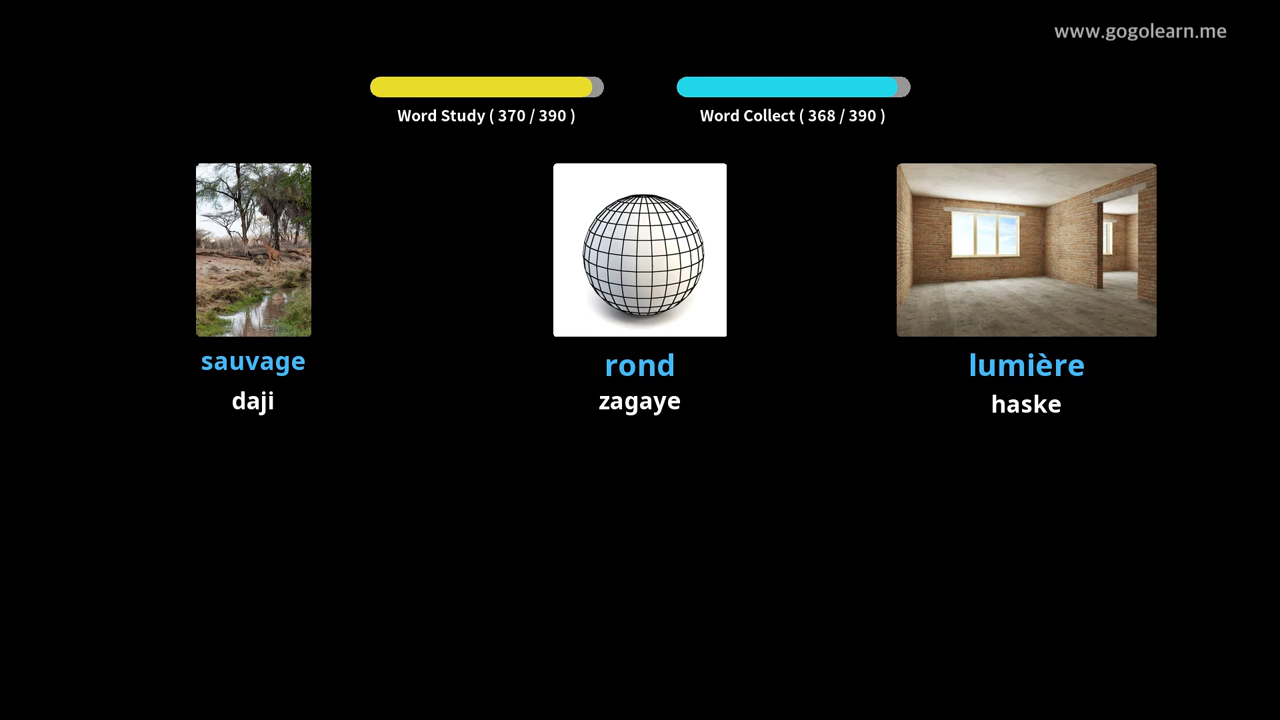 www.gogolearn.me
Word Study ( 370 / 390 )
Word Collect ( 368 / 390 )
sauvage
daji
rond
zagaye
lumière
haske